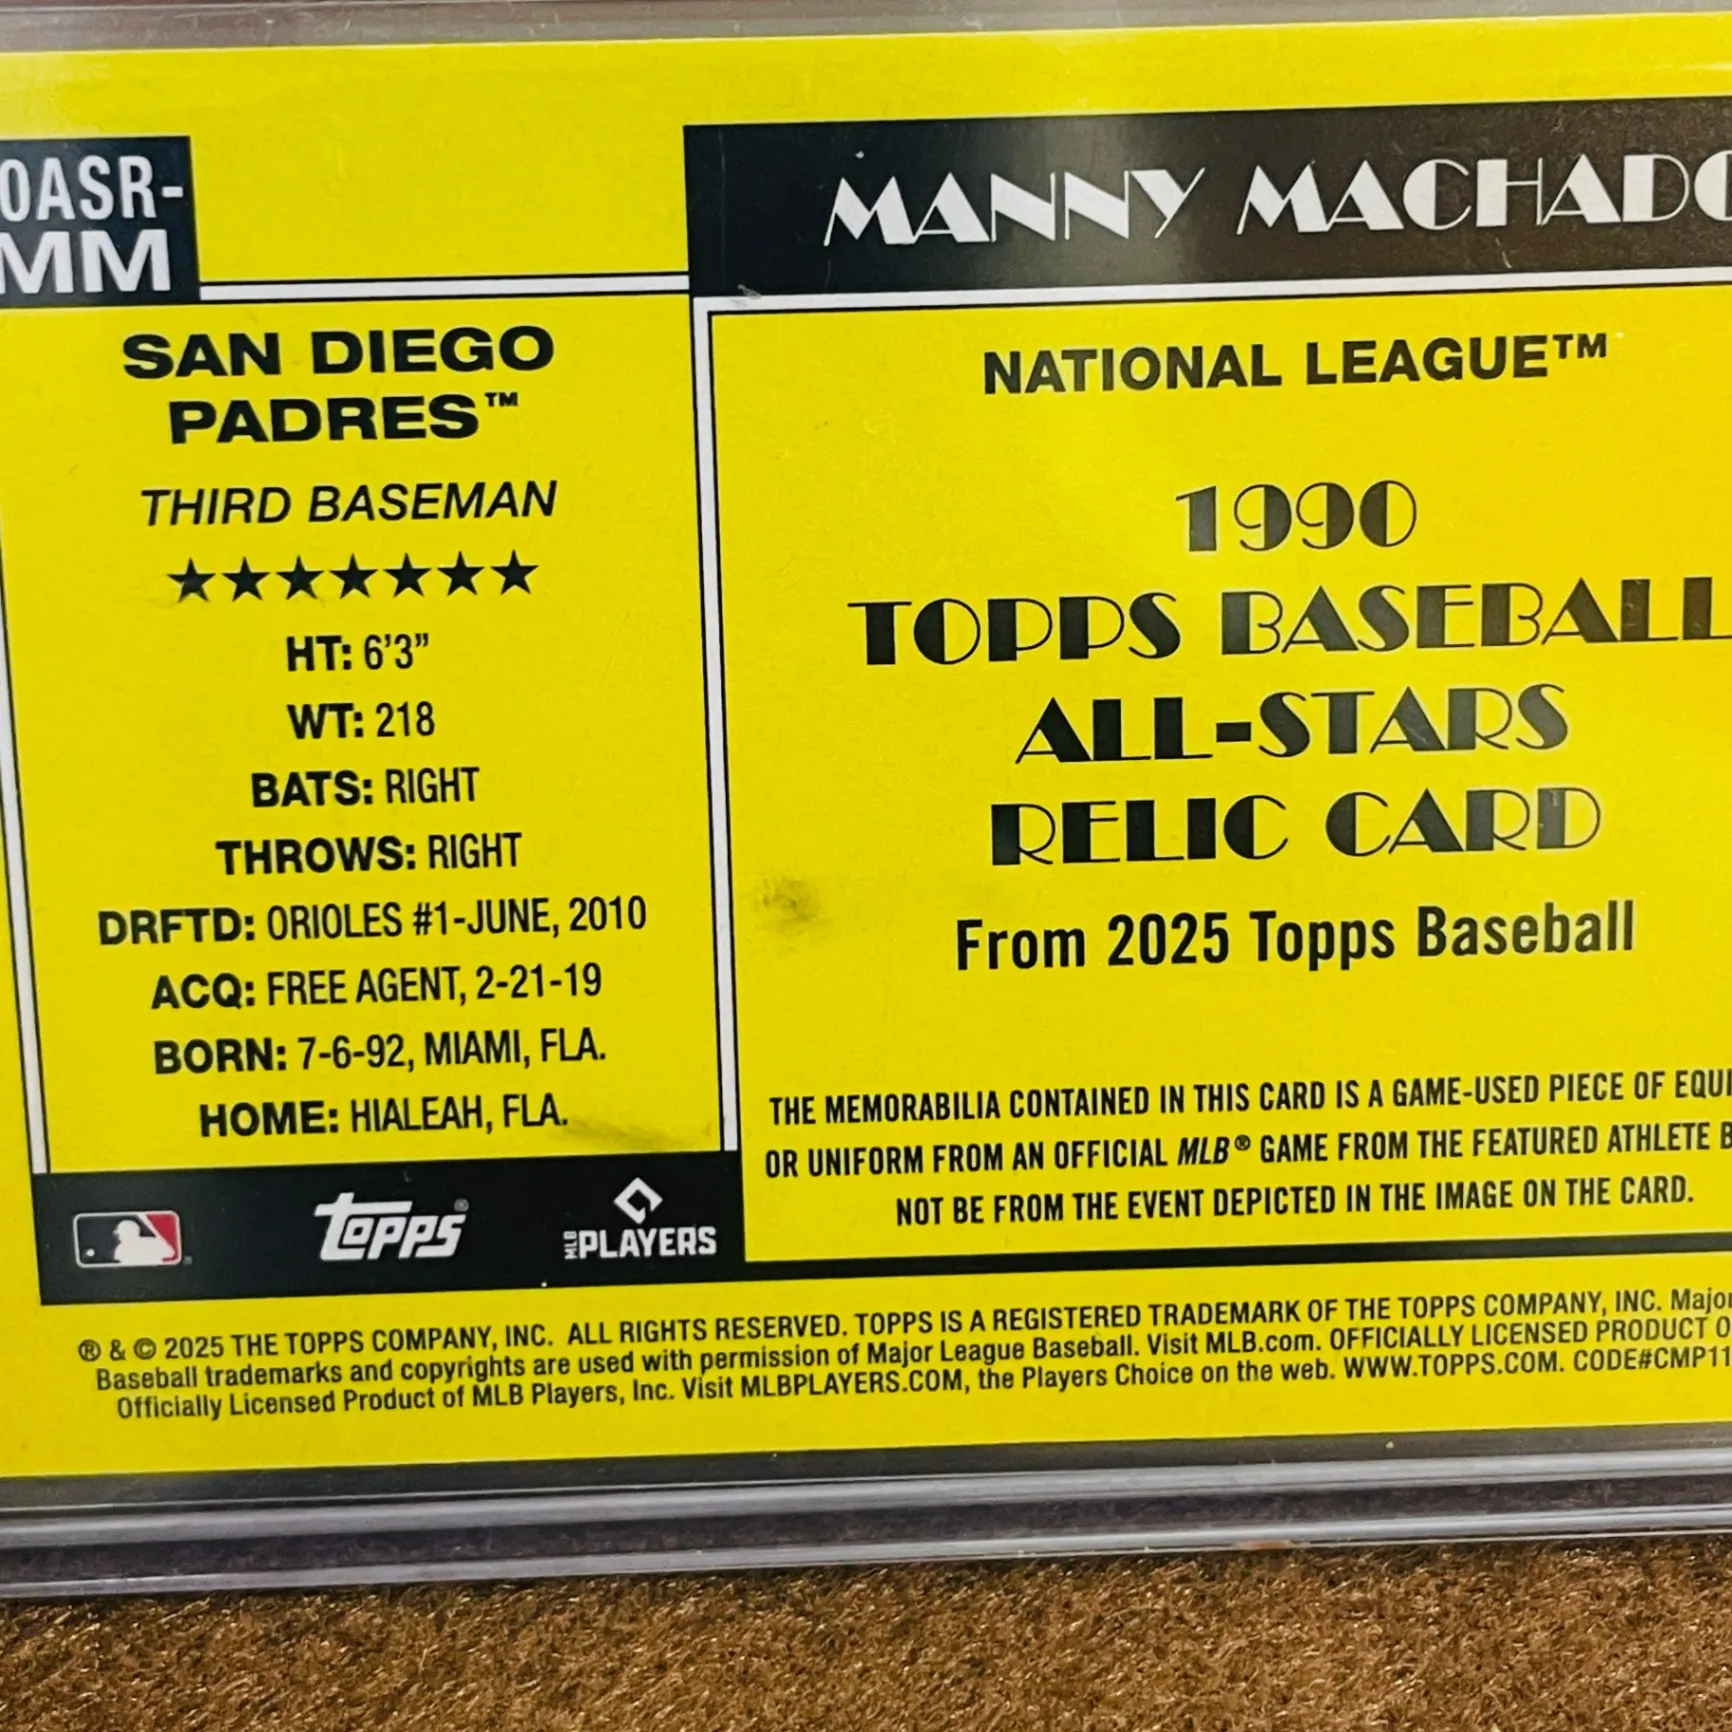 0ASR-
MM
MANNY MACHADO
SAN DIEGO
PADRES™
THIRD BASEMAN
★★★★★★★
HT: 6'3"
WT: 218
BATS: RIGHT
THROWS: RIGHT
DRFTD: ORIOLES #1-JUNE, 2010
ACQ: FREE AGENT, 2-21-19
BORN: 7-6-92, MIAMI, FLA.
HOME: HIALEAH, FLA.
NATIONAL LEAGUE™
1990
TOPPS BASEBALL
ALL-STARS
RELIC CARD
From 2025 Topps Baseball
THE MEMORABILIA CONTAINED IN THIS CARD IS A GAME-USED PIECE OF EQUI
OR UNIFORM FROM AN OFFICIAL MLB® GAME FROM THE FEATURED ATHLETE B
NOT BE FROM THE EVENT DEPICTED IN THE IMAGE ON THE CARD.
topps®
MLB PLAYERS
® & © 2025 THE TOPPS COMPANY, INC. ALL RIGHTS RESERVED. TOPPS IS A REGISTERED TRADEMARK OF THE TOPPS COMPANY, INC. Major
Baseball trademarks and copyrights are used with permission of Major League Baseball. Visit MLB.com. OFFICIALLY LICENSED PRODUCT O
Officially Licensed Product of MLB Players, Inc. Visit MLBPLAYERS.COM, the Players Choice on the web. WWW.TOPPS.COM. CODE#CMP11